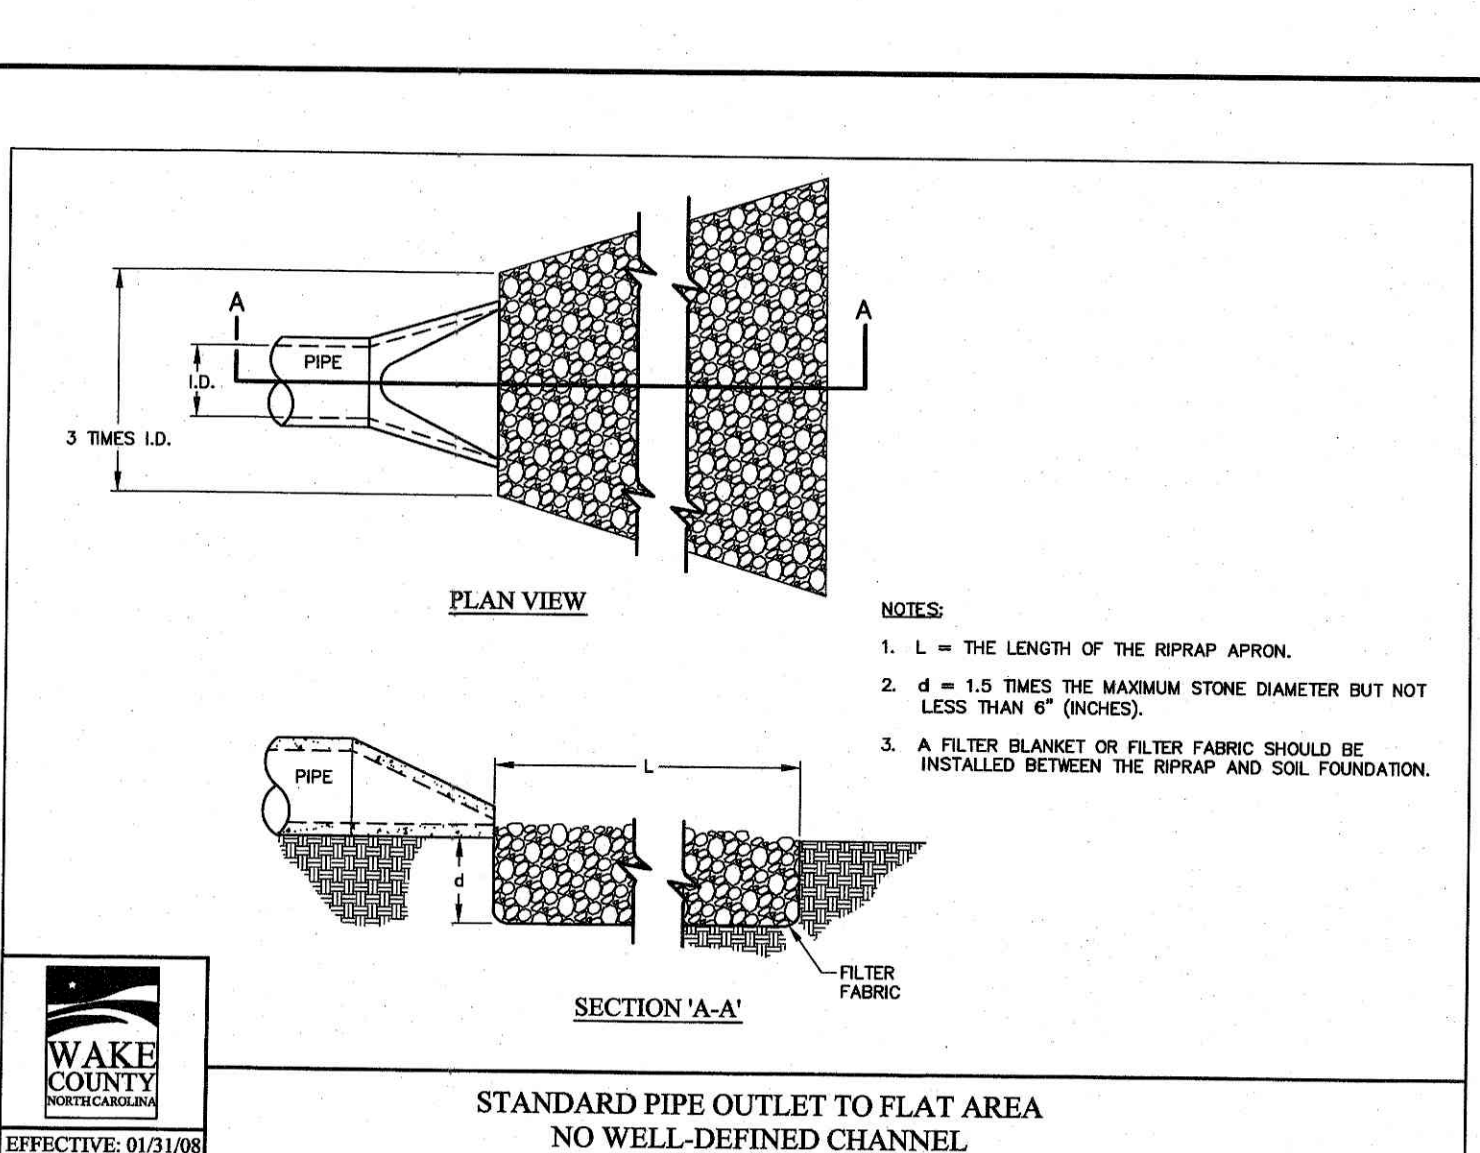 A
A
PIPE
I.D.
3 TIMES I.D.
PLAN VIEW
NOTES:
1. L = THE LENGTH OF THE RIPRAP APRON.
2. d = 1.5 TIMES THE MAXIMUM STONE DIAMETER BUT NOT
LESS THAN 6" (INCHES).
3. A FILTER BLANKET OR FILTER FABRIC SHOULD BE
INSTALLED BETWEEN THE RIPRAP AND SOIL FOUNDATION.
L
PIPE
d
FILTER
FABRIC
SECTION 'A-A'
WAKE
COUNTY
NORTH CAROLINA
EFFECTIVE: 01/31/08
STANDARD PIPE OUTLET TO FLAT AREA
NO WELL-DEFINED CHANNEL